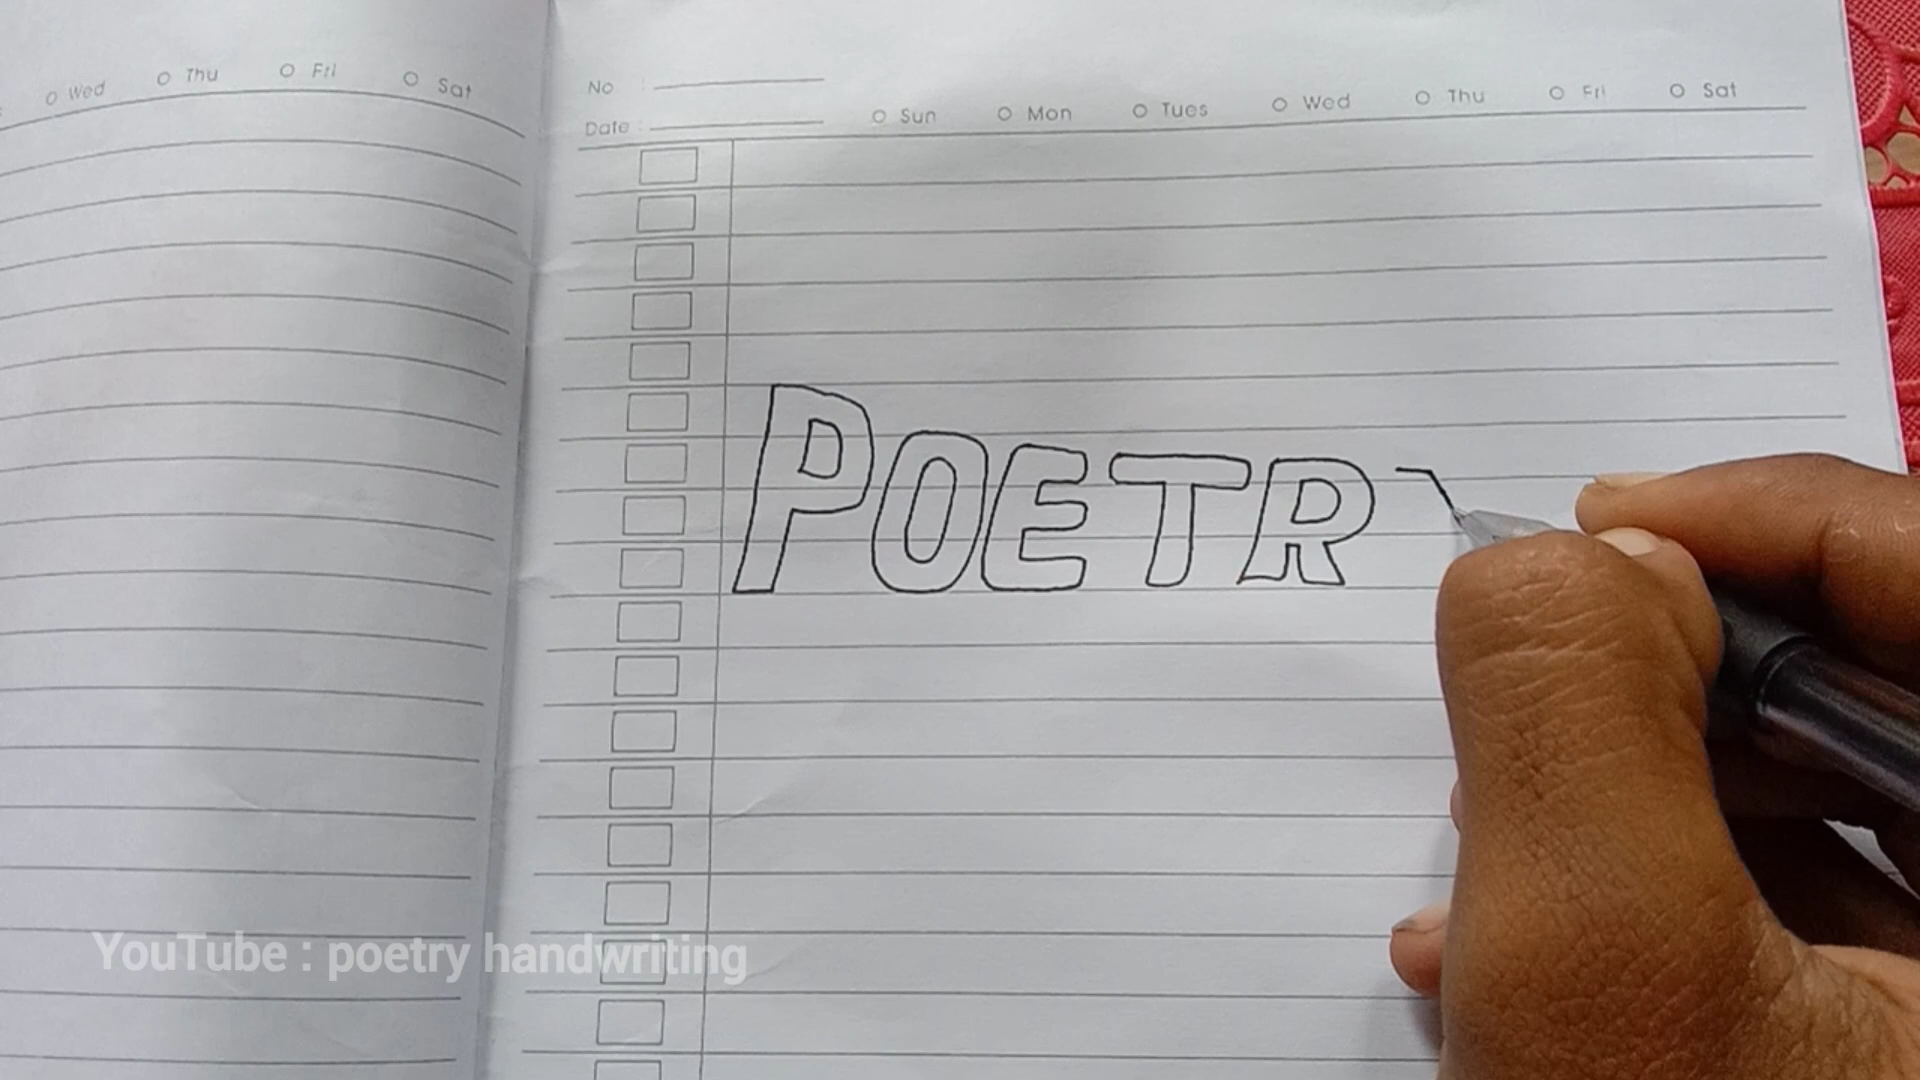 Wed Thu Fri Sat
No :
Date : Sun Mon Tues Wed Thu Fri Sat
POETR
YouTube : poetry handwriting